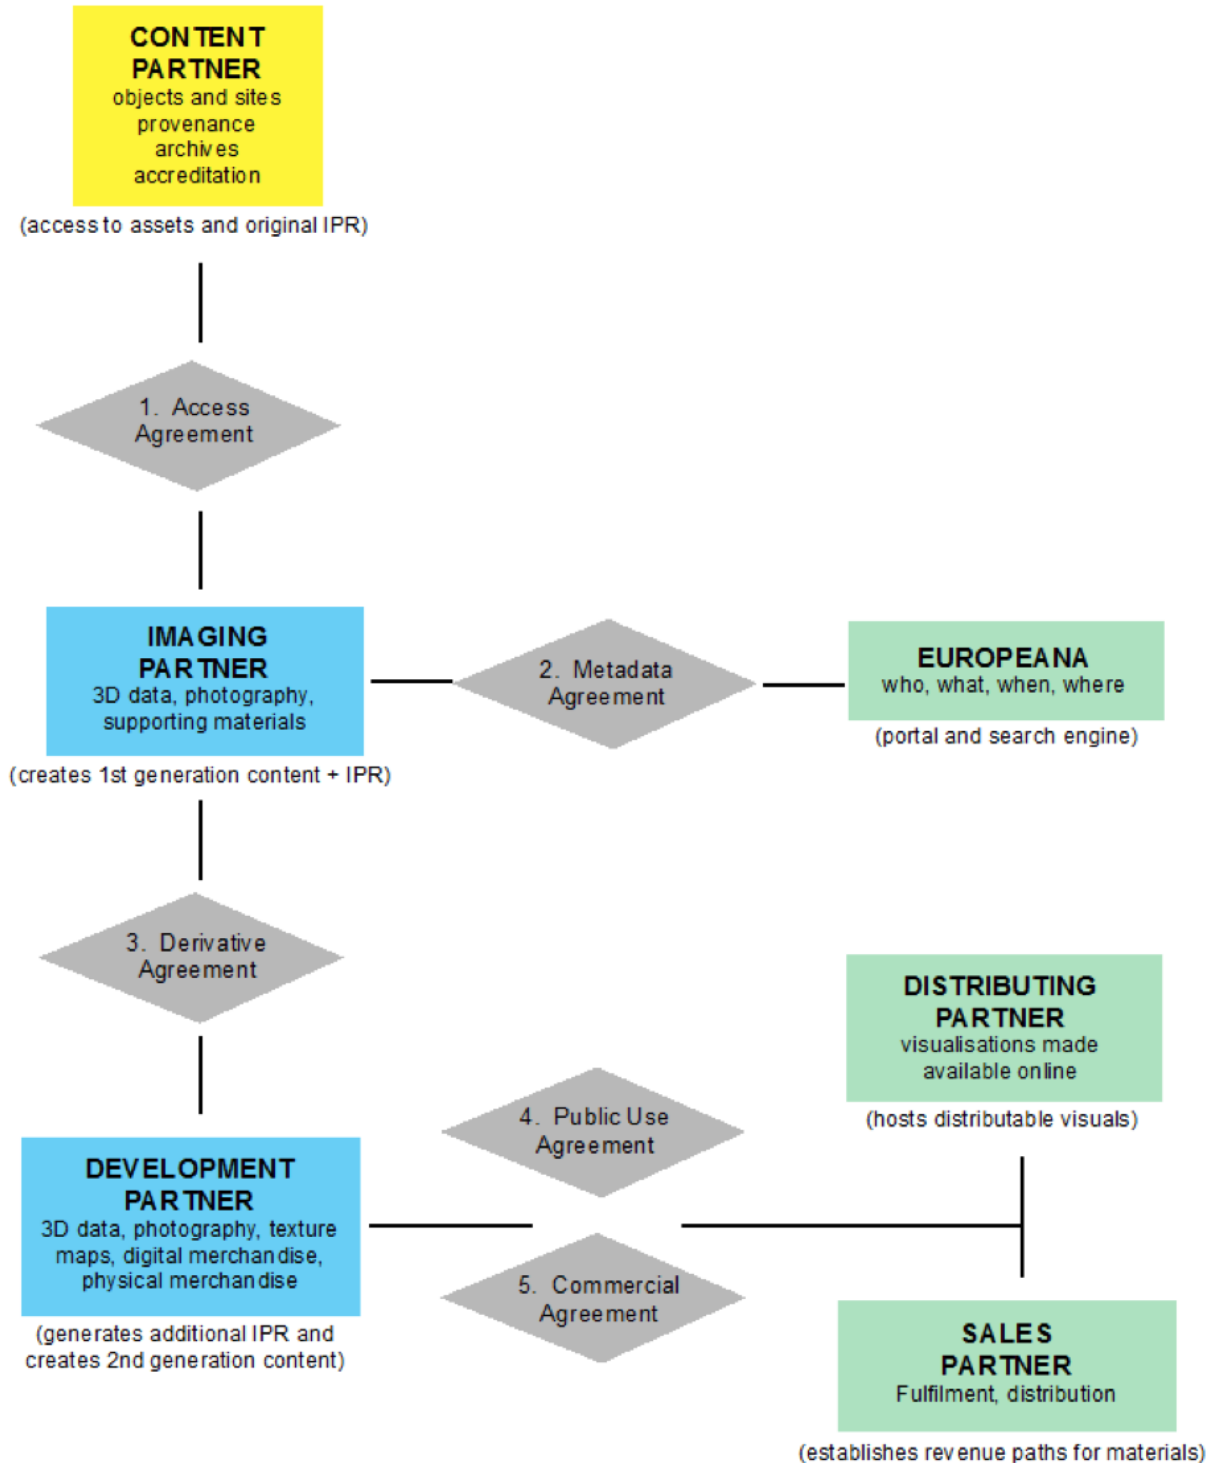 CONTENT
PARTNER
objects and sites
provenance
archives
accreditation
(access to assets and original IPR)
1. Access
Agreement
IMAGING
PARTNER
3D data, photography,
supporting materials
(creates 1st generation content + IPR)
2. Metadata
Agreement
EUROPEANA
who, what, when, where
(portal and search engine)
3. Derivative
Agreement
DISTRIBUTING
PARTNER
visualisations made
available online
(hosts distributable visuals)
4. Public Use
Agreement
DEVELOPMENT
PARTNER
3D data, photography, texture
maps, digital merchandise,
physical merchandise
(generates additional IPR and
creates 2nd generation content)
5. Commercial
Agreement
SALES
PARTNER
Fulfilment, distribution
(establishes revenue paths for materials)